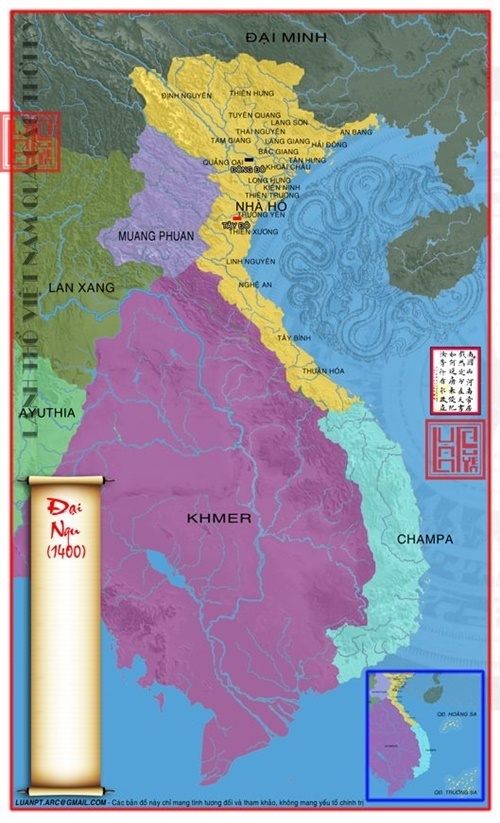 ĐẠI MINH
ĐỊNH NGUYÊN
THIÊN HƯNG
TUYÊN QUANG
LẠNG SƠN
THÁI NGUYÊN
AN BANG
TAM GIANG
LẠNG GIANG
HẢI ĐÔNG
BẮC GIANG
QUẢNG OAI
TÂN HƯNG
ĐÔNG ĐÔ
KHOÁI CHÂU
LONG HƯNG
KIẾN NINH
THIÊN TRƯỜNG
NHÀ HỒ
TRƯỜNG YÊN
TÂY ĐÔ
THIÊN XƯƠNG
MUANG PHUAN
LINH NGUYÊN
LAN XANG
NGHỆ AN
TÂY BÌNH
THUẬN HÓA
AYUTHIA
LÃNH THỔ VIỆT NAM QUA
Đại
Ngu
(1400)
KHMER
CHAMPA
QĐ. HOÀNG SA
QĐ. TRƯỜNG SA
LUANPT.ARC@GMAIL.COM - Các bản đồ này chỉ mang tính tương đối và tham khảo, không mang yếu tố chính trị